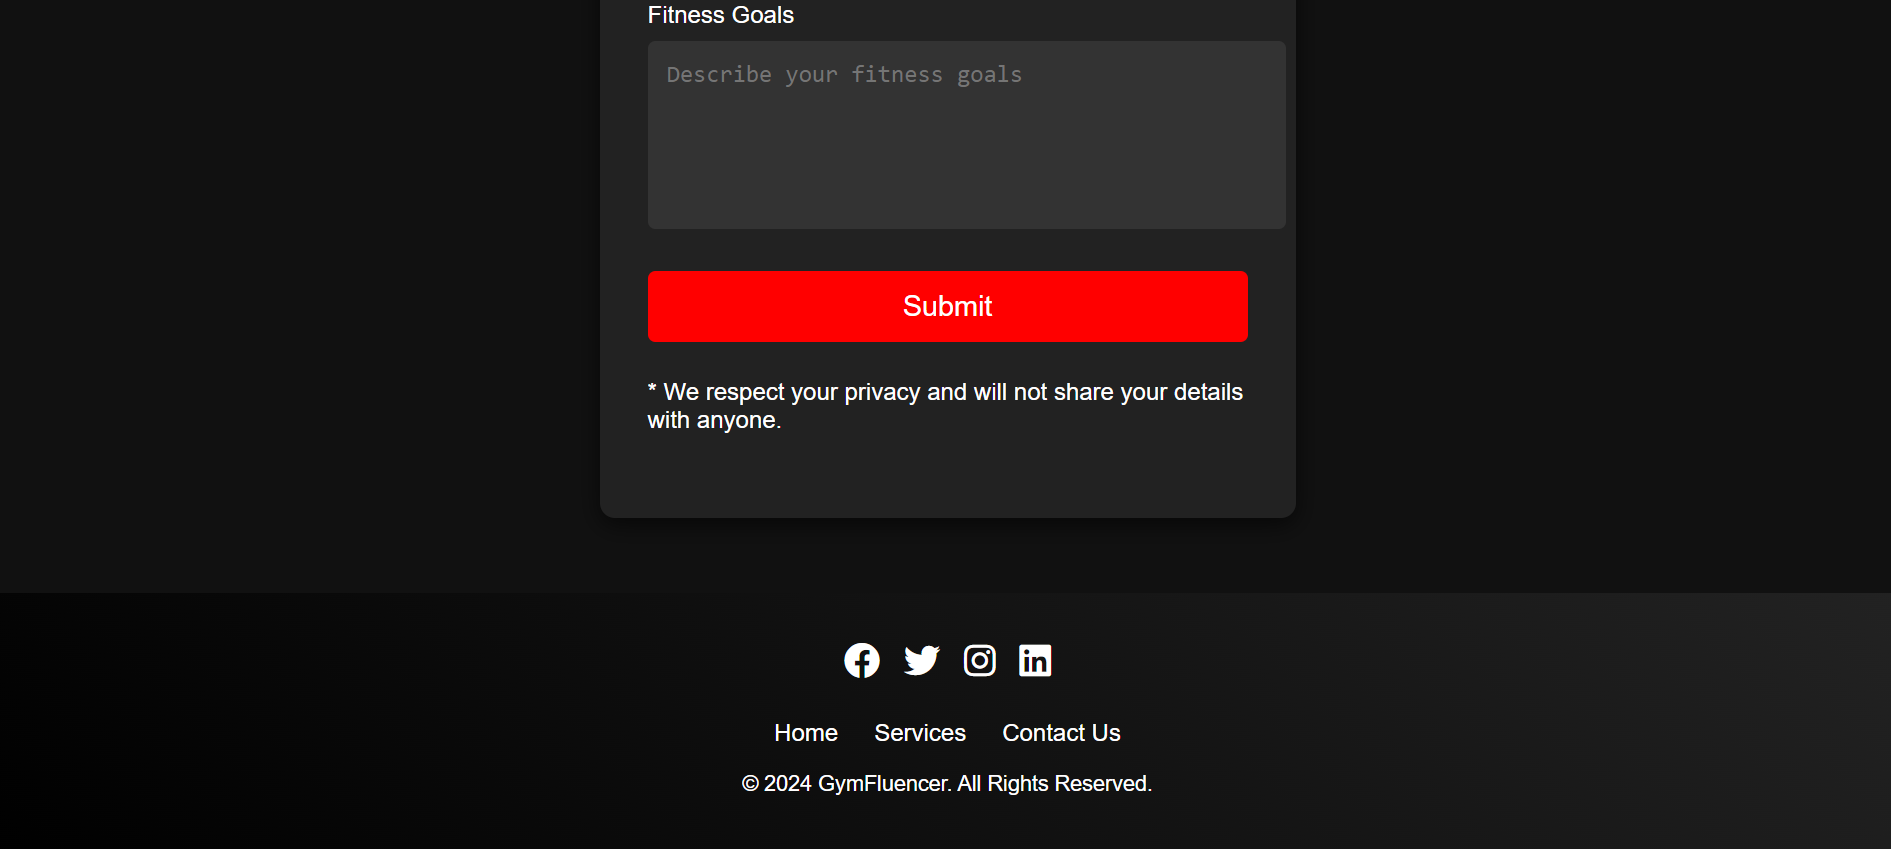 Fitness Goals
Describe your fitness goals
Submit
* We respect your privacy and will not share your details
with anyone.
Home Services Contact Us
© 2024 GymFluencer. All Rights Reserved.